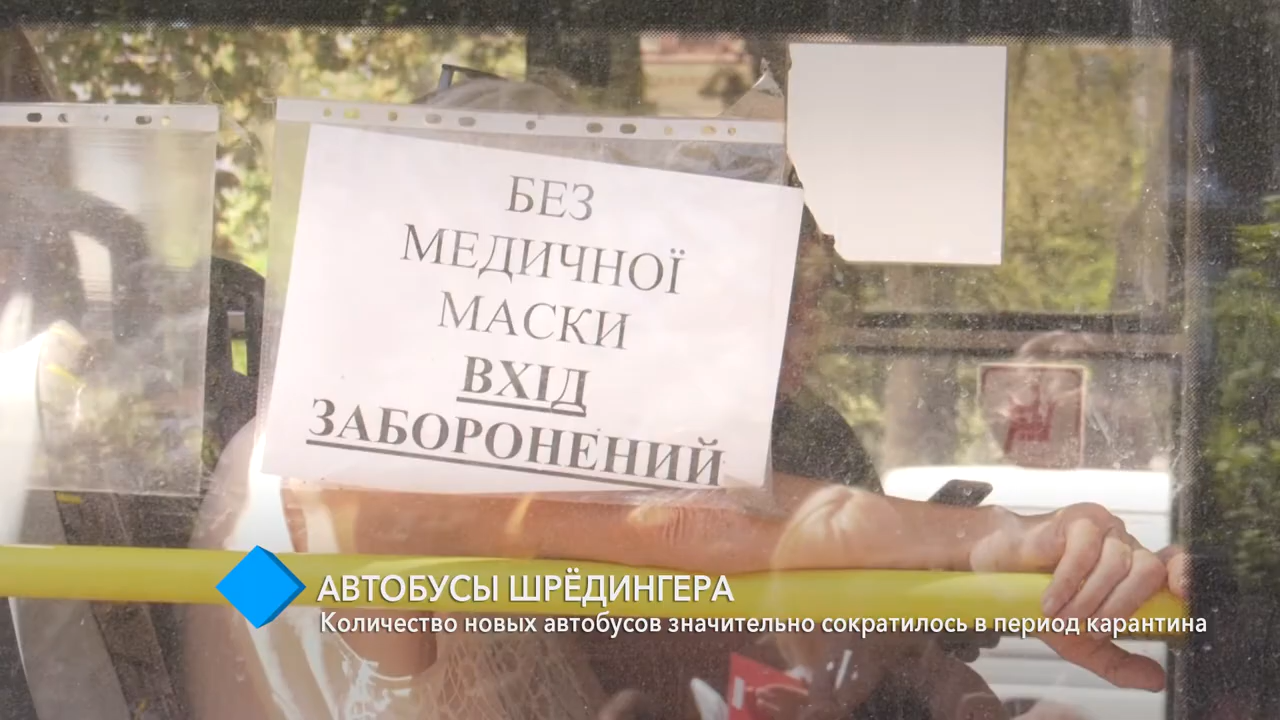 БЕЗ
МЕДИЧНОЇ
МАСКИ
ВХІД
ЗАБОРОНЕНИЙ
АВТОБУСЫ ШРЁДИНГЕРА
Количество новых автобусов значительно сократилось в период карантина